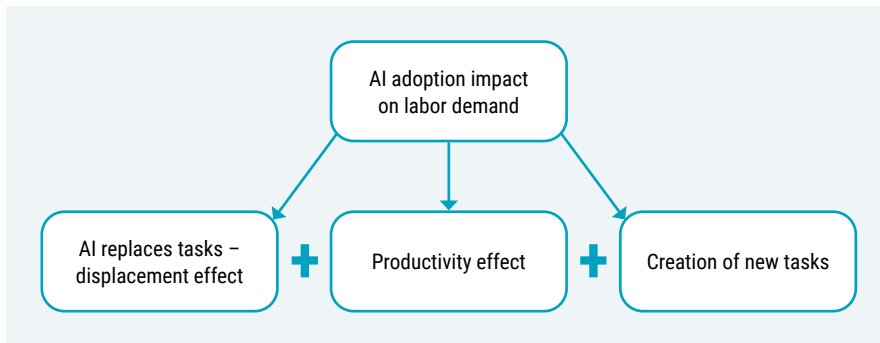 AI adoption impact
on labor demand
AI replaces tasks –
displacement effect
Productivity effect
Creation of new tasks